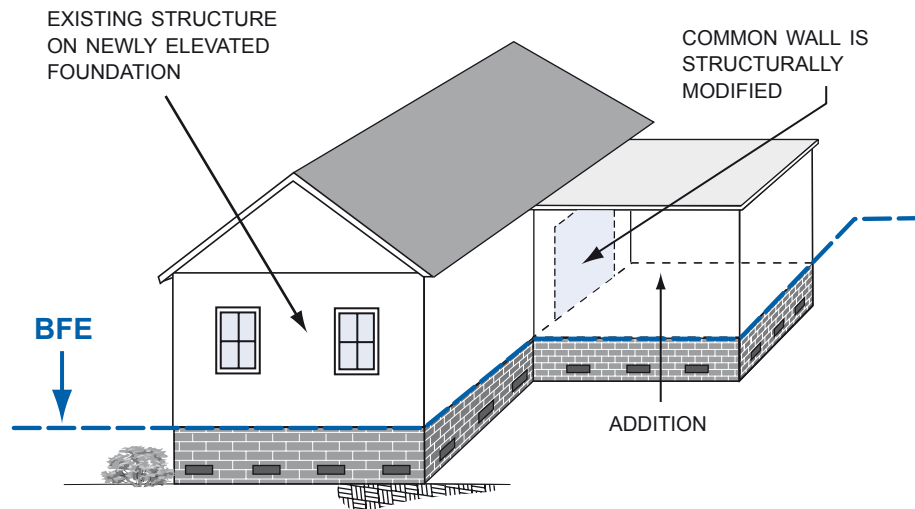 EXISTING STRUCTURE
ON NEWLY ELEVATED
FOUNDATION
COMMON WALL IS
STRUCTURALLY
MODIFIED
BFE
ADDITION